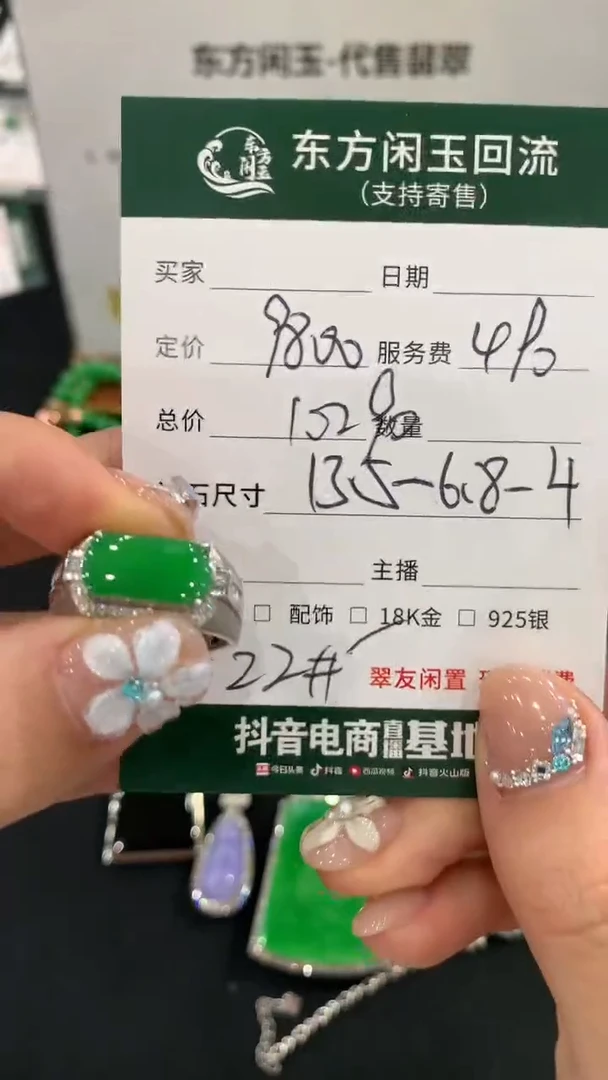 东方闲玉·代售翡翠
东方闲玉
东方闲玉回流
(支持寄售)
买家 日期
定价 9800 服务费 4%
总价 数量
石尺寸 13.5-6.8-4
主播
配饰 18K金 925银
22#
翠友闲置
抖音电商直播基地
今日头条 抖音 西瓜视频 抖音火山版